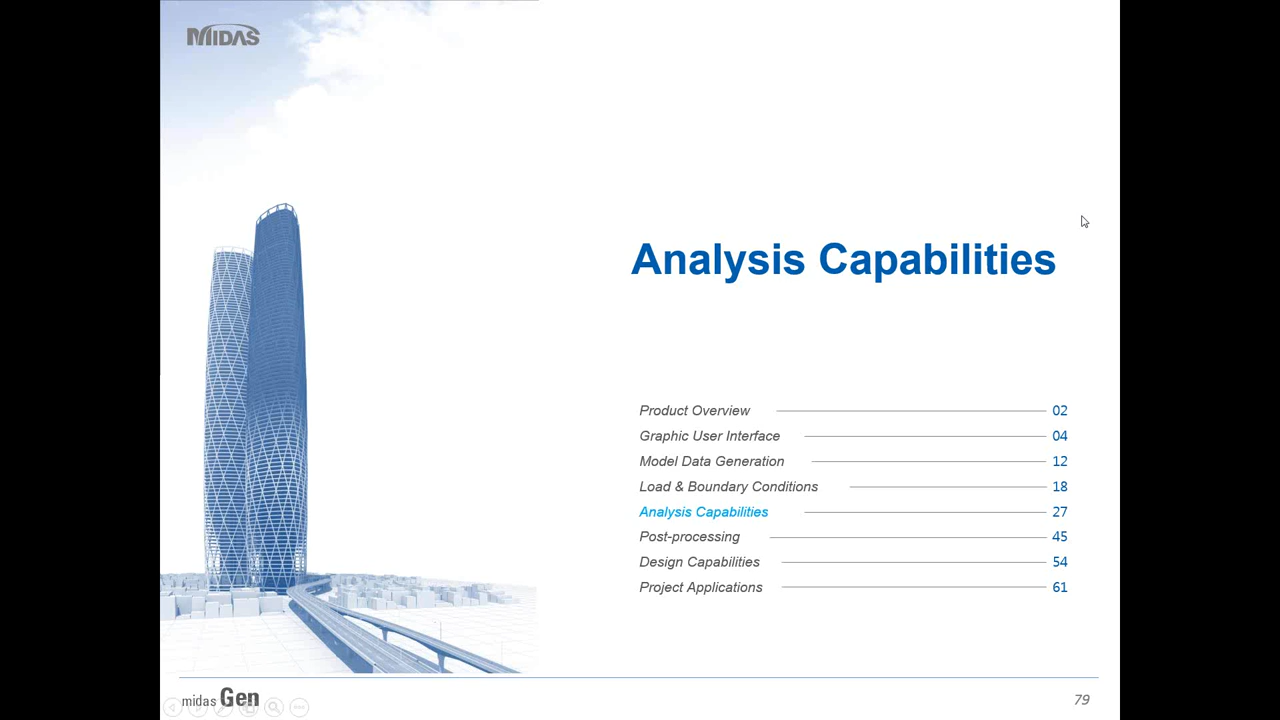 MIDAS
Analysis Capabilities
Product Overview 02
Graphic User Interface 04
Model Data Generation 12
Load & Boundary Conditions 18
Analysis Capabilities 27
Post-processing 45
Design Capabilities 54
Project Applications 61
midas Gen
79